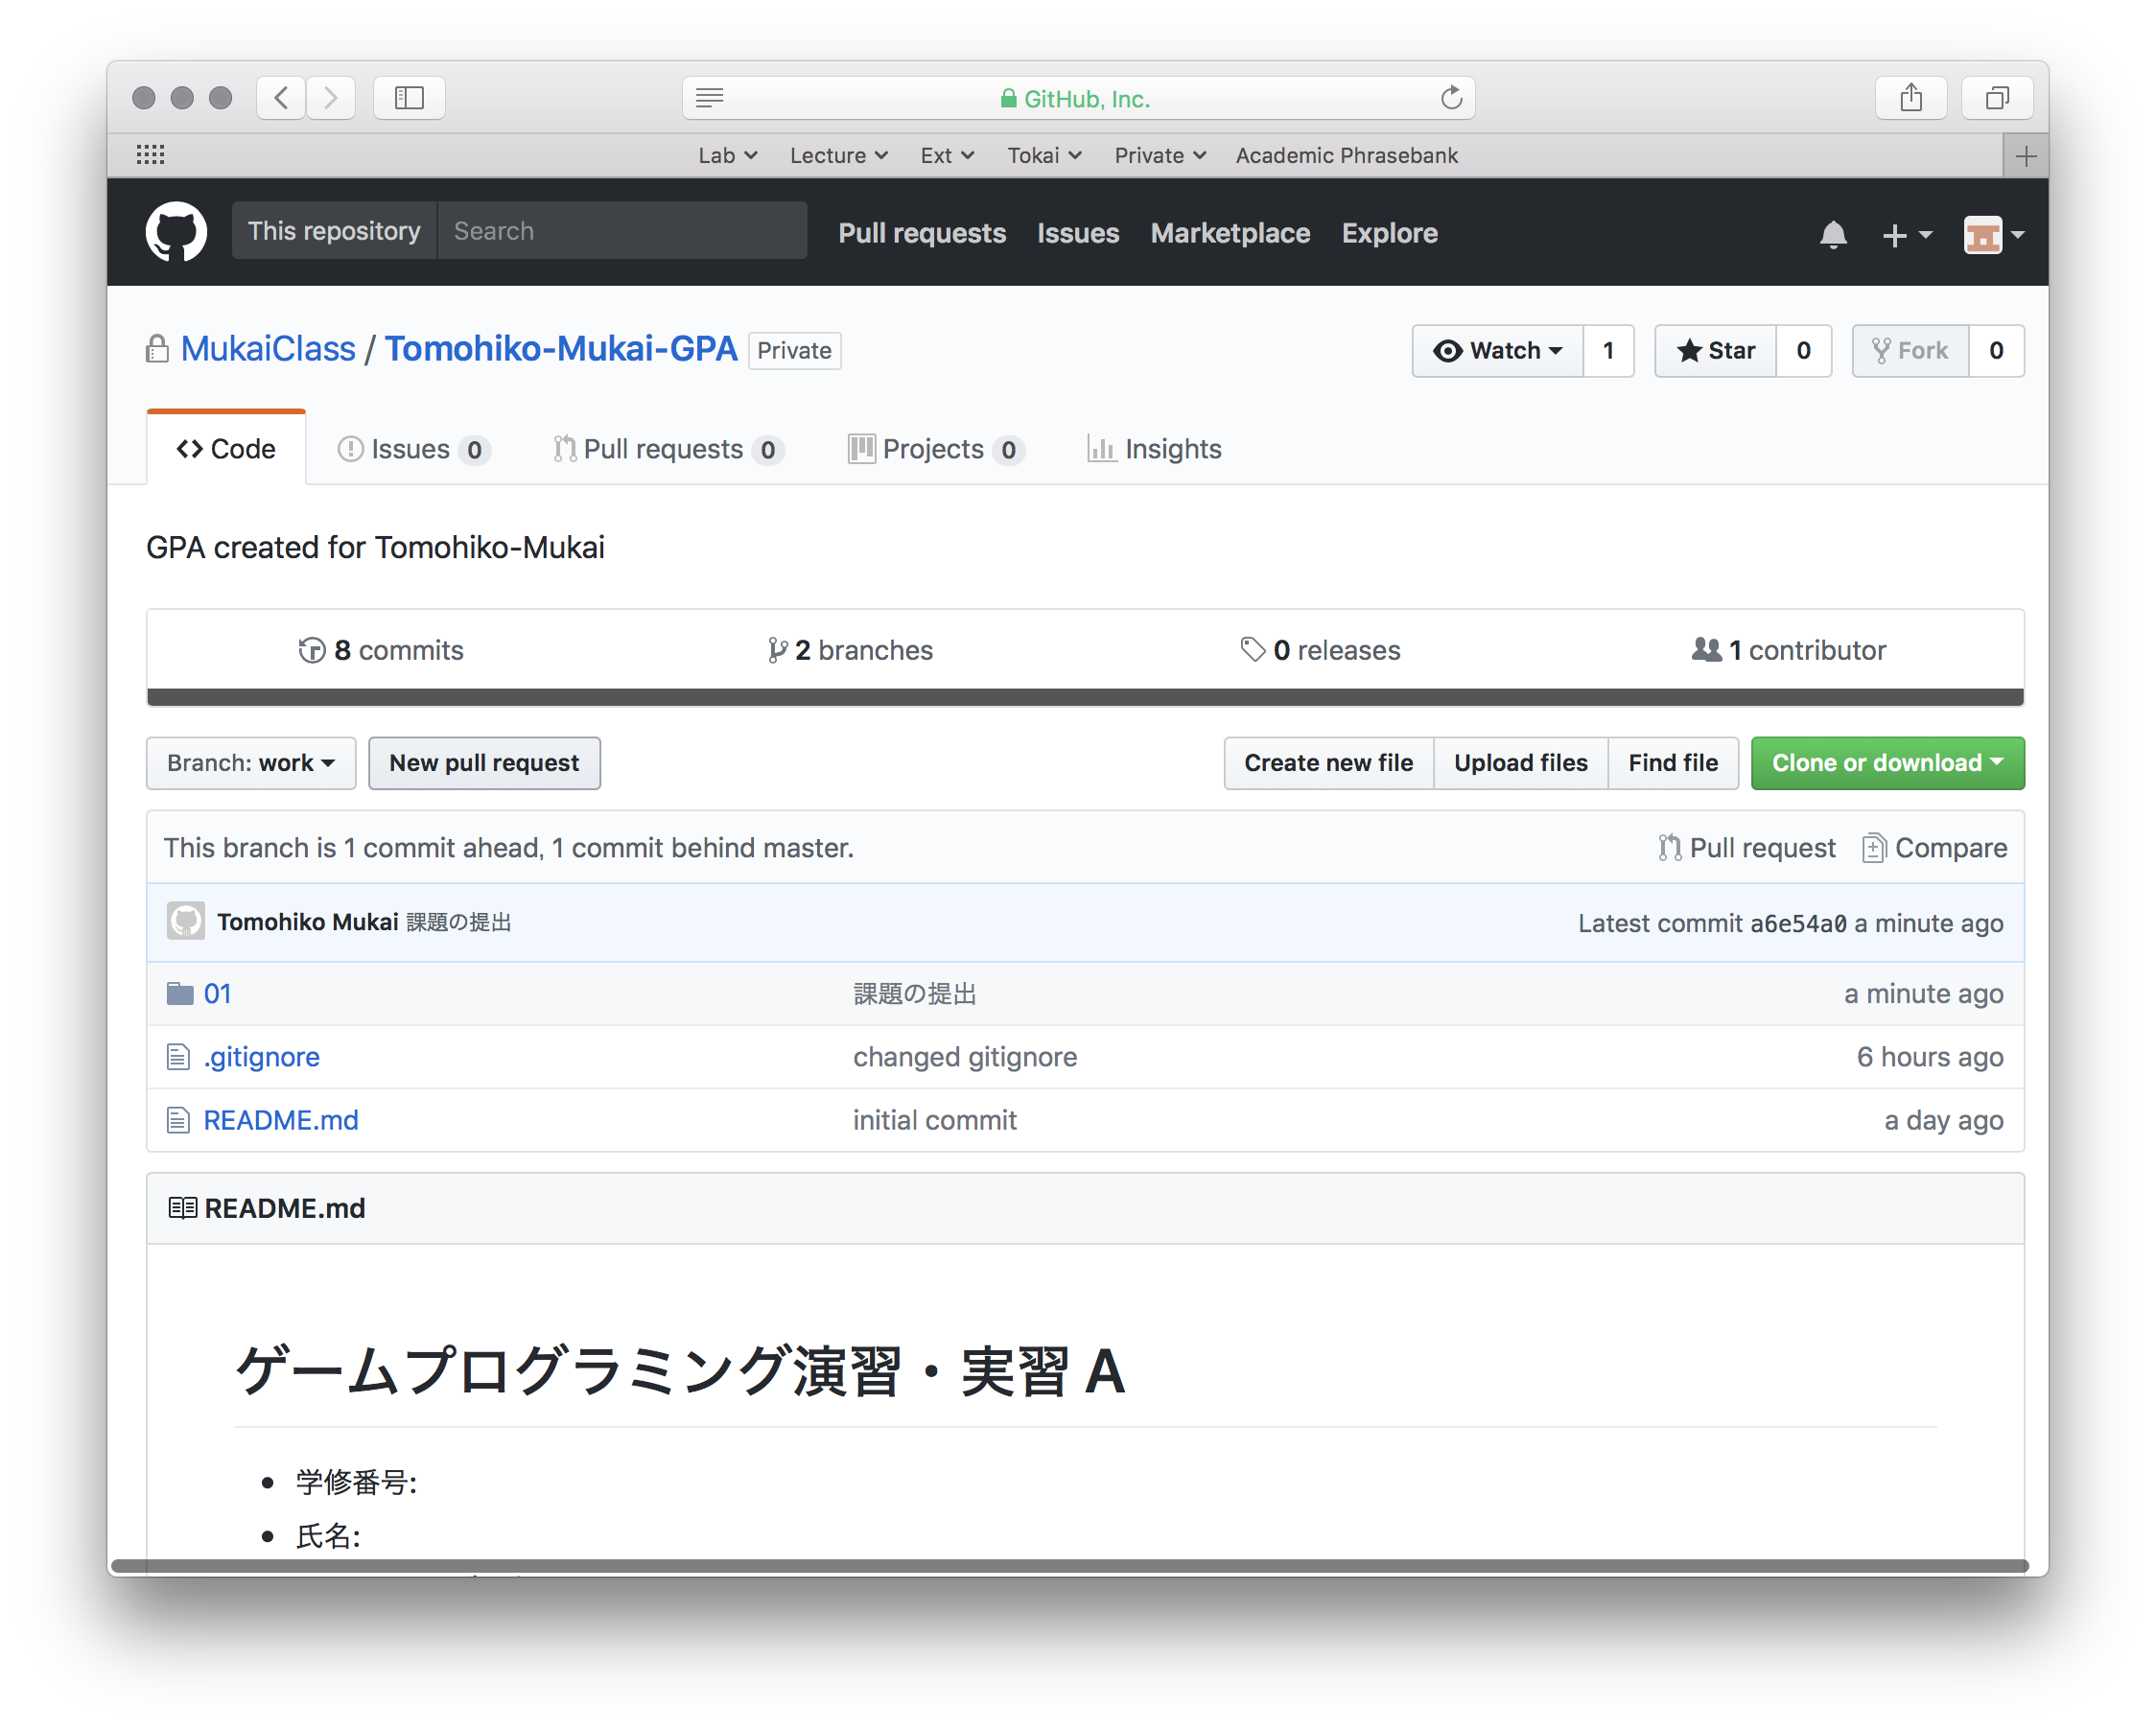 GitHub, Inc.
Lab Lecture Ext Tokai Private Academic Phrasebank
This repository Search Pull requests Issues Marketplace Explore
MukaiClass / Tomohiko-Mukai-GPA Private Watch 1 Star 0 Fork 0
Code Issues 0 Pull requests 0 Projects 0 Insights
GPA created for Tomohiko-Mukai
8 commits 2 branches 0 releases 1 contributor
Branch: work New pull request Create new file Upload files Find file Clone or download
This branch is 1 commit ahead, 1 commit behind master. Pull request Compare
Tomohiko Mukai 課題の提出 Latest commit a6e54a0 a minute ago
01 課題の提出 a minute ago
.gitignore changed gitignore 6 hours ago
README.md initial commit a day ago
README.md
ゲームプログラミング演習・実習 A
学修番号:
氏名: